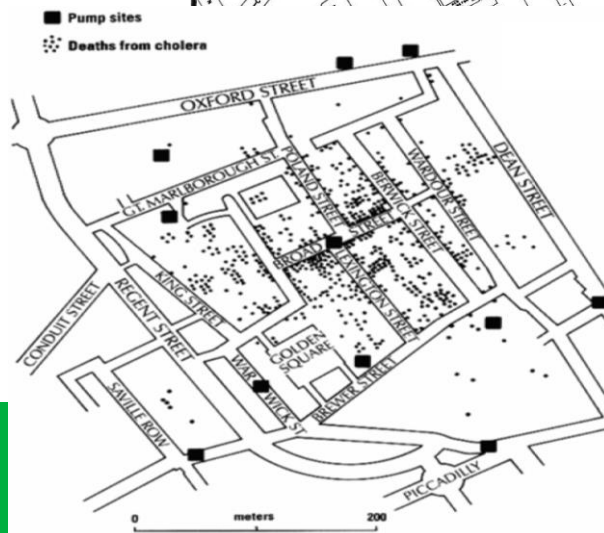 Pump sites
Deaths from cholera
OXFORD STREET
GT. MARLBOROUGH ST.
POLAND STREET
BERWICK STREET
WARDOUR STREET
DEAN STREET
BROAD STREET
KING STREET
REGENT STREET
CONDUIT STREET
GOLDEN
SQUARE
WARWICK ST.
BREWER STREET
SAVILLE ROW
PICCADILLY
meters
0
200